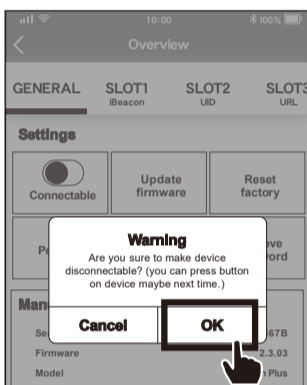 10:00
100%
Overview
GENERAL SLOT1 SLOT2 SLOT3
iBeacon UID URL
Settings
Connectable
Update
firmware
Reset
factory
Warning
Are you sure to make device
disconnectable? (you can press button
on device maybe next time.)
Cancel OK
Firmware 2.3.03
Model Plus